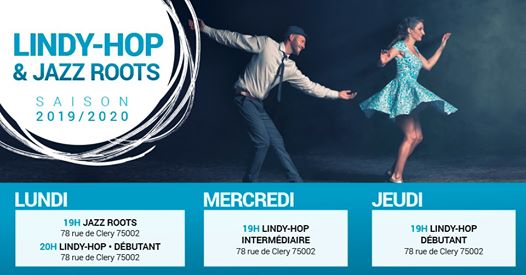 LINDY-HOP
& JAZZ ROOTS
SAISON
2019/2020
LUNDI
19H JAZZ ROOTS
78 rue de Clery 75002
20H LINDY-HOP • DÉBUTANT
78 rue de Clery 75002
MERCREDI
19H LINDY-HOP
INTERMÉDIAIRE
78 rue de Clery 75002
JEUDI
19H LINDY-HOP
DÉBUTANT
78 rue de Clery 75002